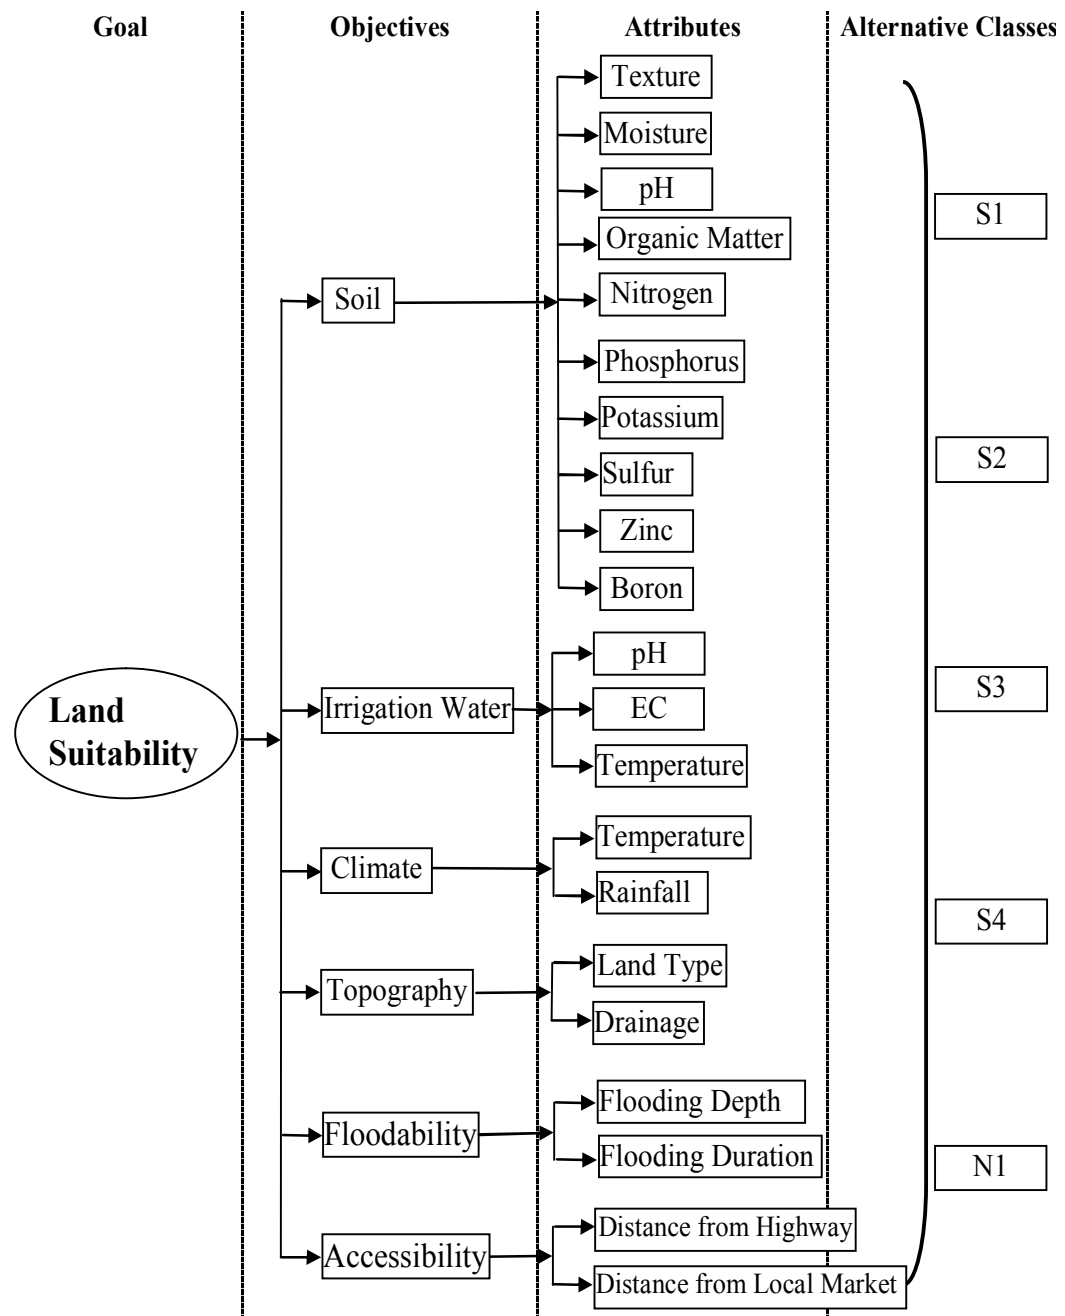 Goal
Objectives
Attributes
Alternative Classes
Land
Suitability
Soil
Irrigation Water
Climate
Topography
Floodability
Accessibility
Texture
Moisture
pH
Organic Matter
Nitrogen
Phosphorus
Potassium
Sulfur
Zinc
Boron
pH
EC
Temperature
Temperature
Rainfall
Land Type
Drainage
Flooding Depth
Flooding Duration
Distance from Highway
Distance from Local Market
S1
S2
S3
S4
N1